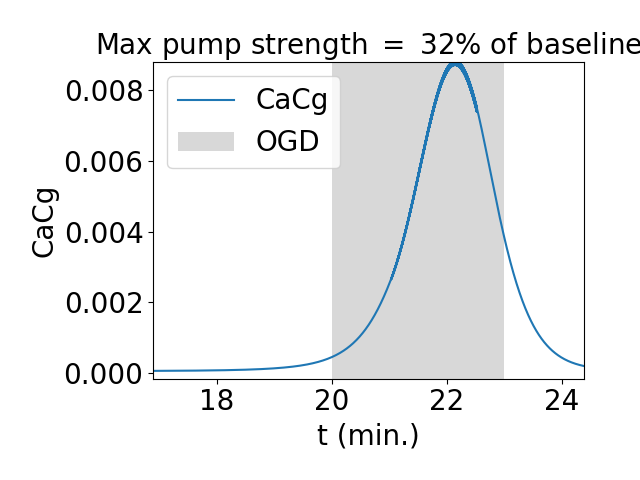 Max pump strength = 32% of baseline
CaCg
OGD
0.008
0.006
0.004
0.002
0.000
CaCg
18 20 22 24
t (min.)